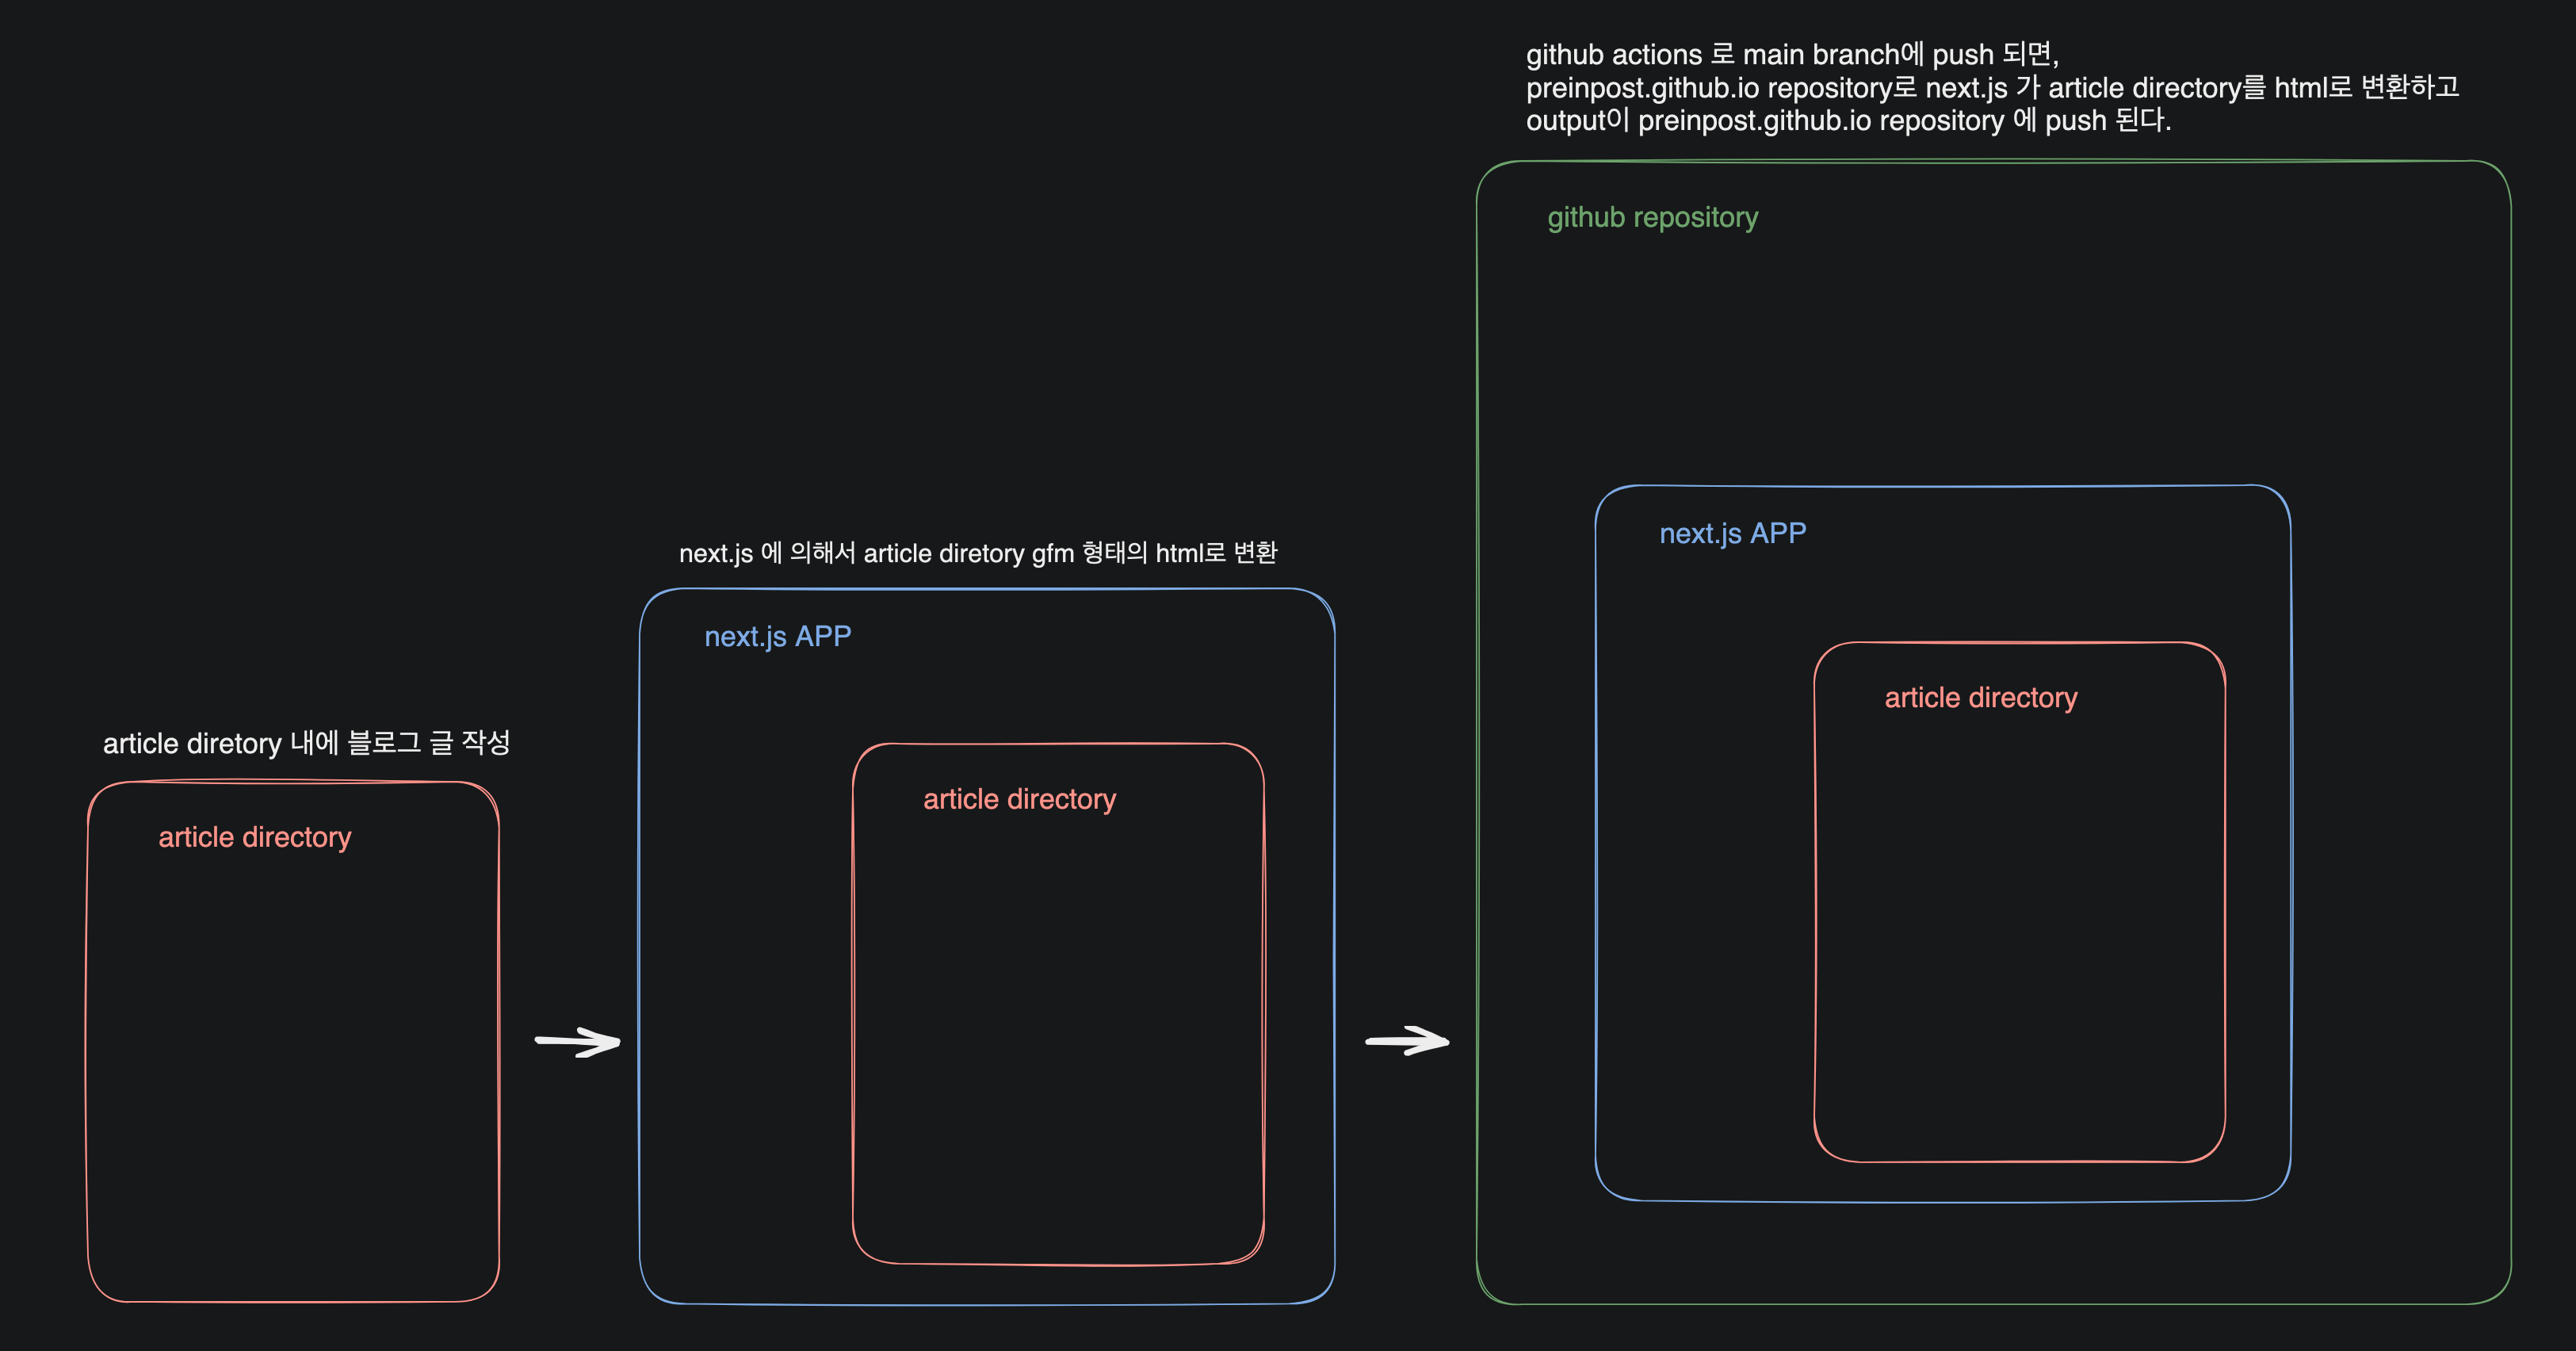 github actions 로 main branch에 push 되면,
preinpost.github.io repository로 next.js 가 article directory를 html로 변환하고
output이 preinpost.github.io repository 에 push 된다.
github repository
next.js APP
article directory
next.js 에 의해서 article diretory gfm 형태의 html로 변환
next.js APP
article directory
article diretory 내에 블로그 글 작성
article directory